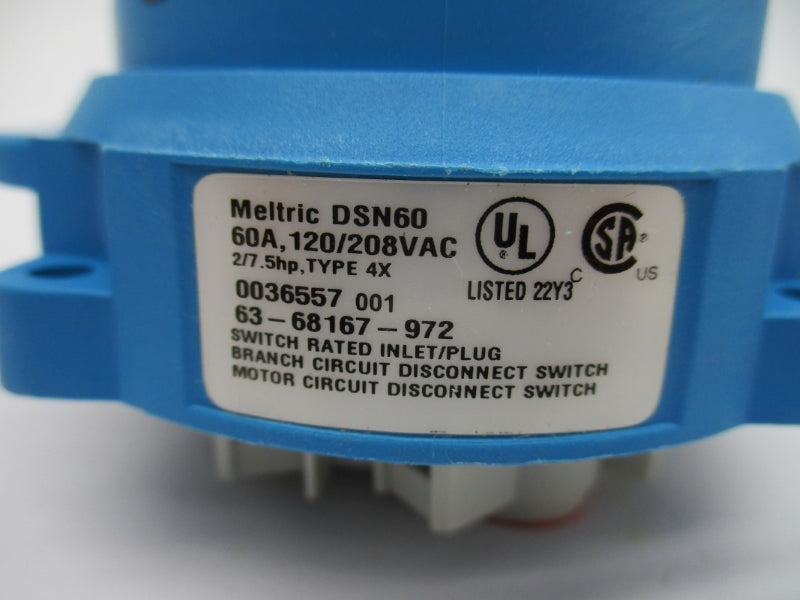 Meltric DSN60
60A,120/208VAC
2/7.5hp,TYPE 4X
0036557 001
63-68167-972
SWITCH RATED INLET/PLUG
BRANCH CIRCUIT DISCONNECT SWITCH
MOTOR CIRCUIT DISCONNECT SWITCH
UL
®
LISTED 22Y3
SA
®
C
US